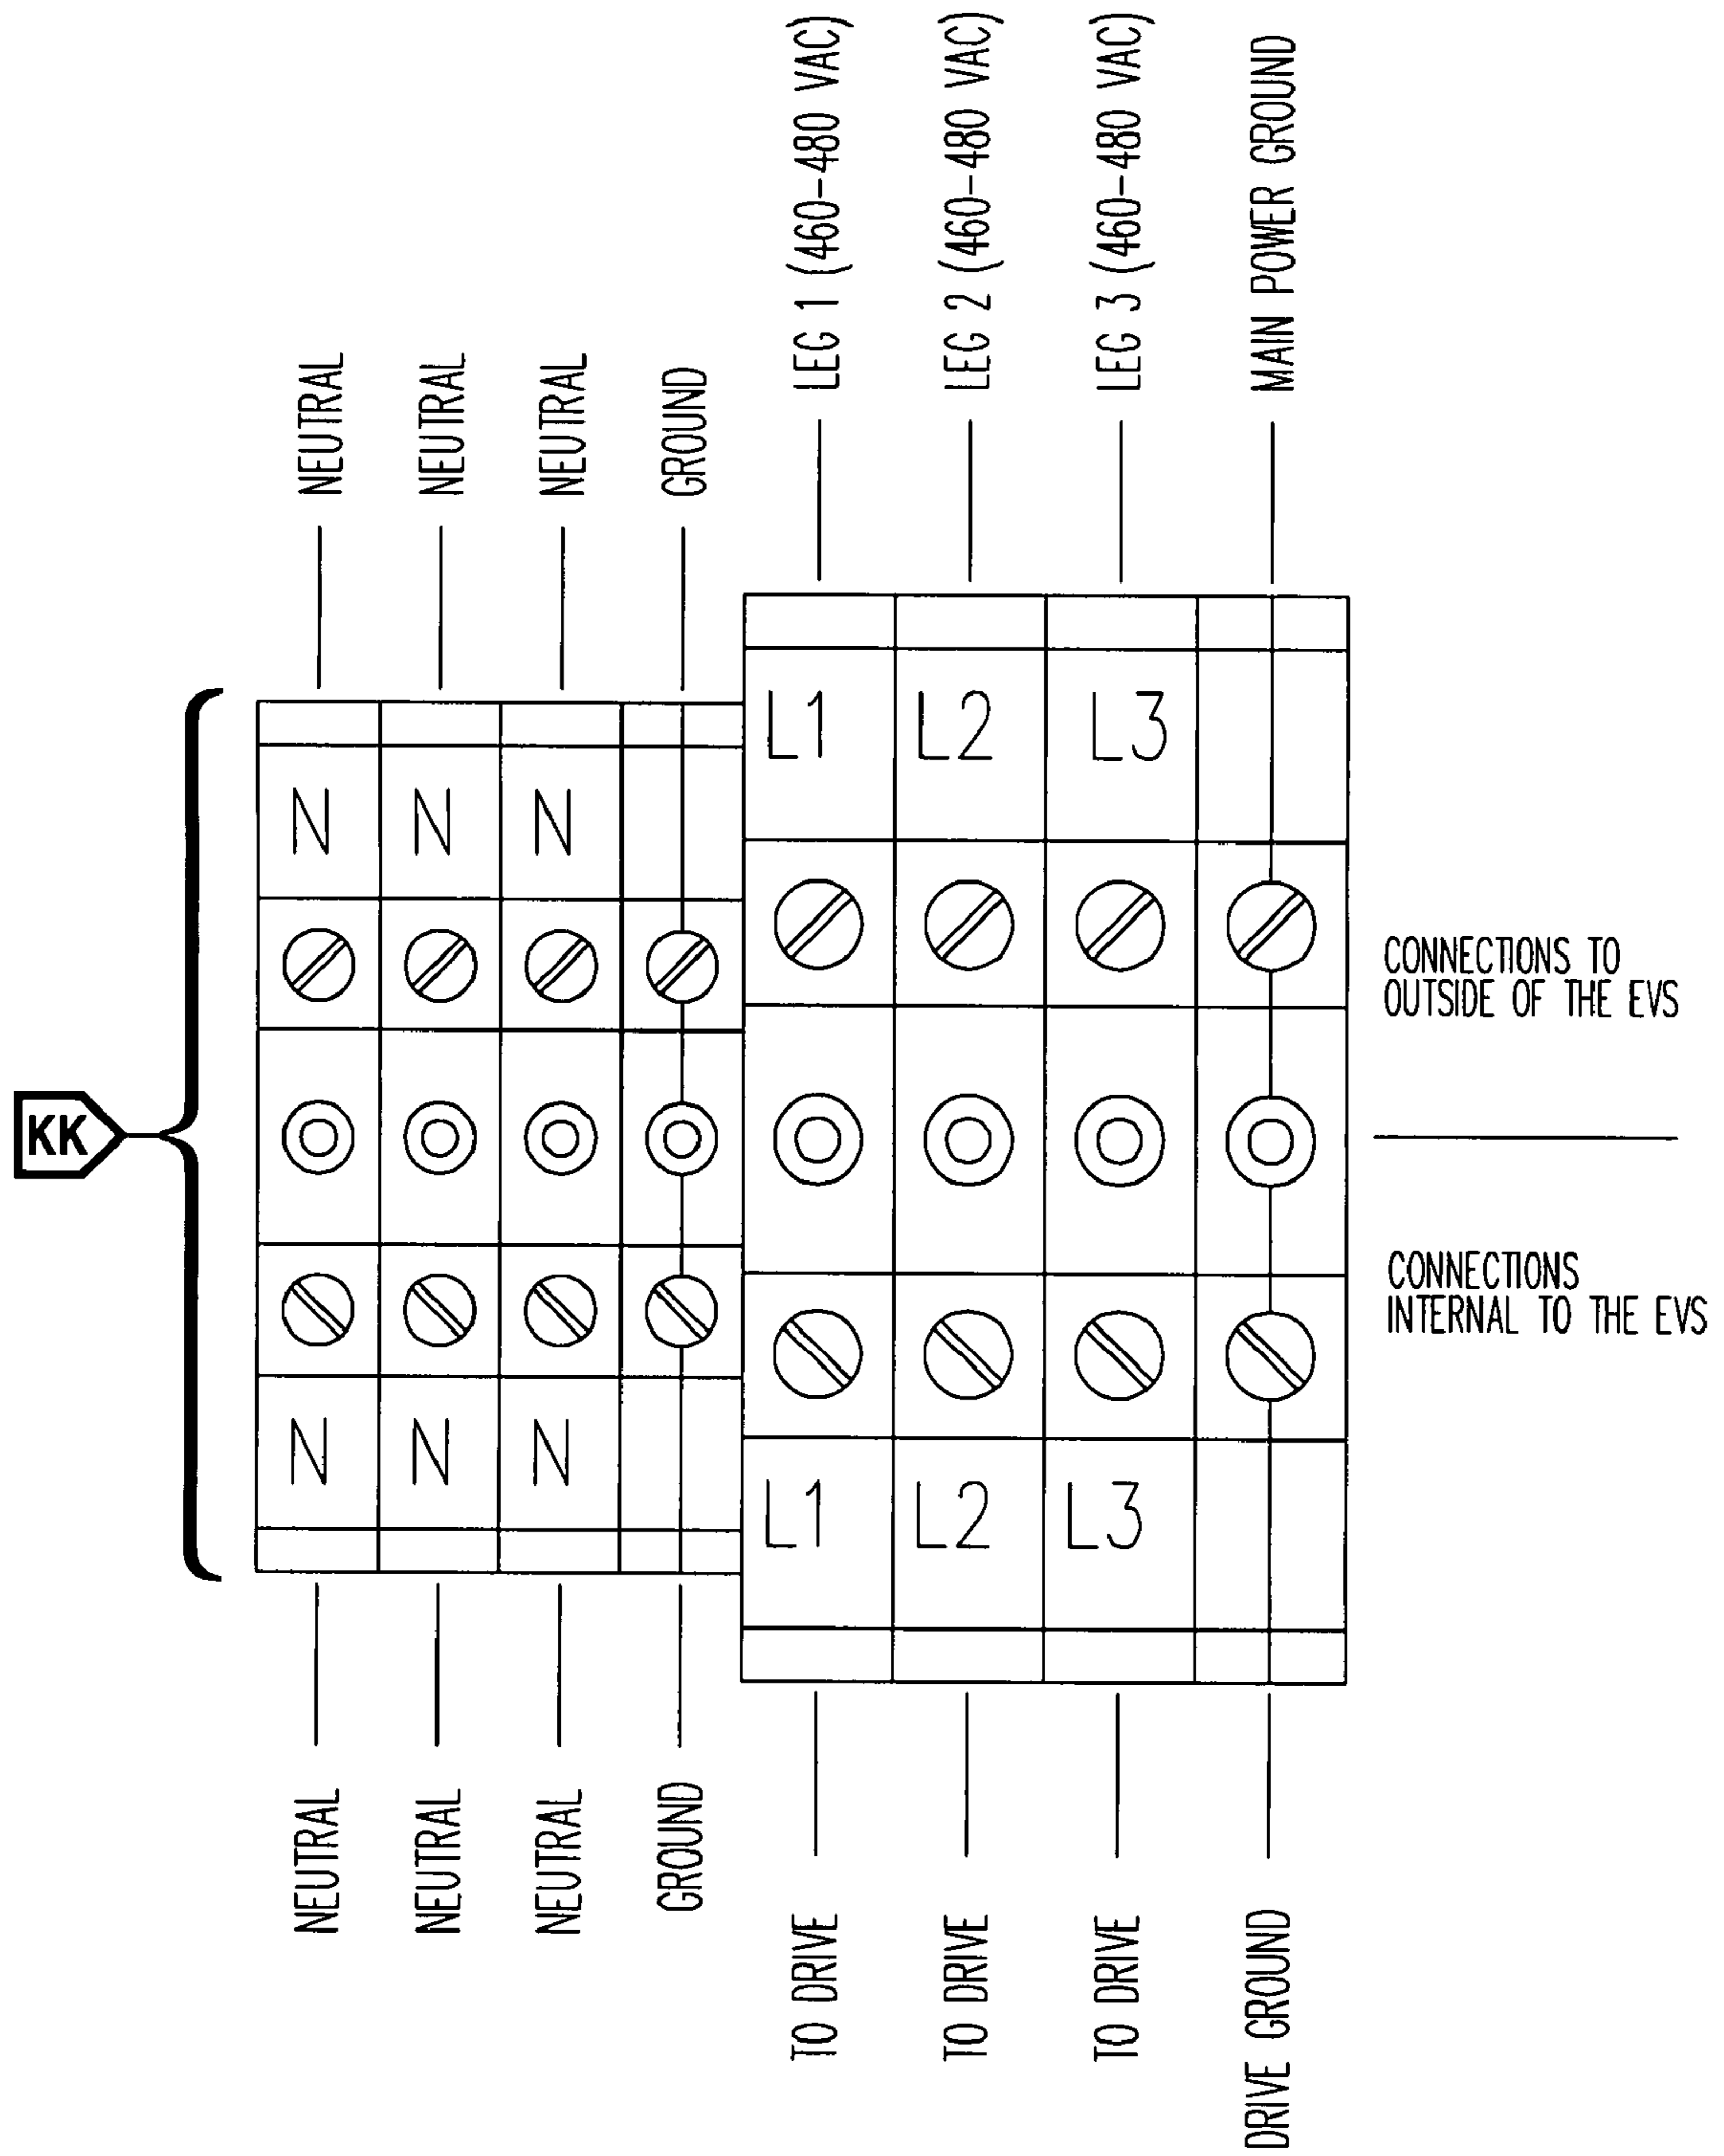 NEUTRAL
NEUTRAL
NEUTRAL
GROUND
LEG 1 (460-480 VAC)
LEG 2 (460-480 VAC)
LEG 3 (460-480 VAC)
MAIN POWER GROUND
L1 L2 L3
N N N
CONNECTIONS TO
OUTSIDE OF THE EVS
KK
CONNECTIONS
INTERNAL TO THE EVS
N N N
L1 L2 L3
NEUTRAL
NEUTRAL
NEUTRAL
GROUND
TO DRIVE
TO DRIVE
TO DRIVE
DRIVE GROUND